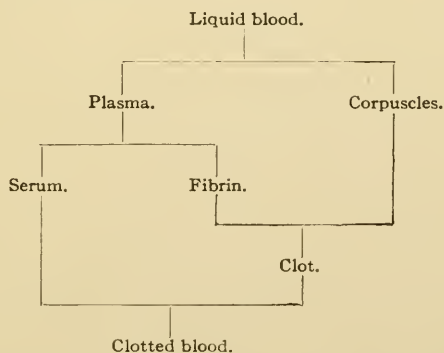 Liquid blood.
Plasma. Corpuscles.
Serum. Fibrin.
Clot.
Clotted blood.